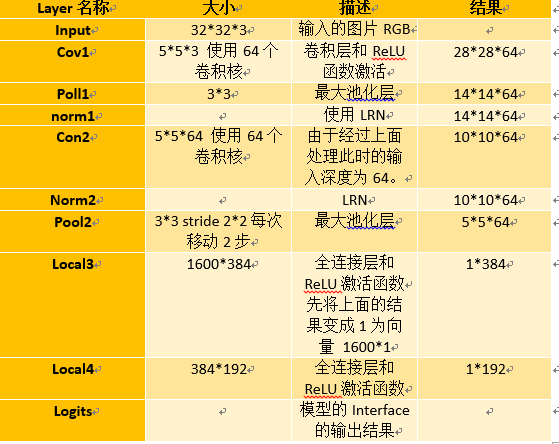 Layer 名称 大小 描述 结果
Input 32*32*3 输入的图片 RGB
Cov1 5*5*3 使用 64 个 卷积层和 ReLU 28*28*64
卷积核 函数激活
Poll1 3*3 最大池化层 14*14*64
norm1 使用 LRN 14*14*64
Con2 5*5*64 使用 64 个 由于经过上面 10*10*64
卷积核 处理此时的输
入深度为 64。
Norm2 LRN 10*10*64
Pool2 3*3 stride 2*2 每次 最大池化层 5*5*64
移动 2 步
Local3 1600*384 全连接层和 1*384
ReLU 激活函数
先将上面的结
果变成 1 为向
量 1600*1
Local4 384*192 全连接层和 1*192
ReLU 激活函数
Logits 模型的 Interface
的输出结果